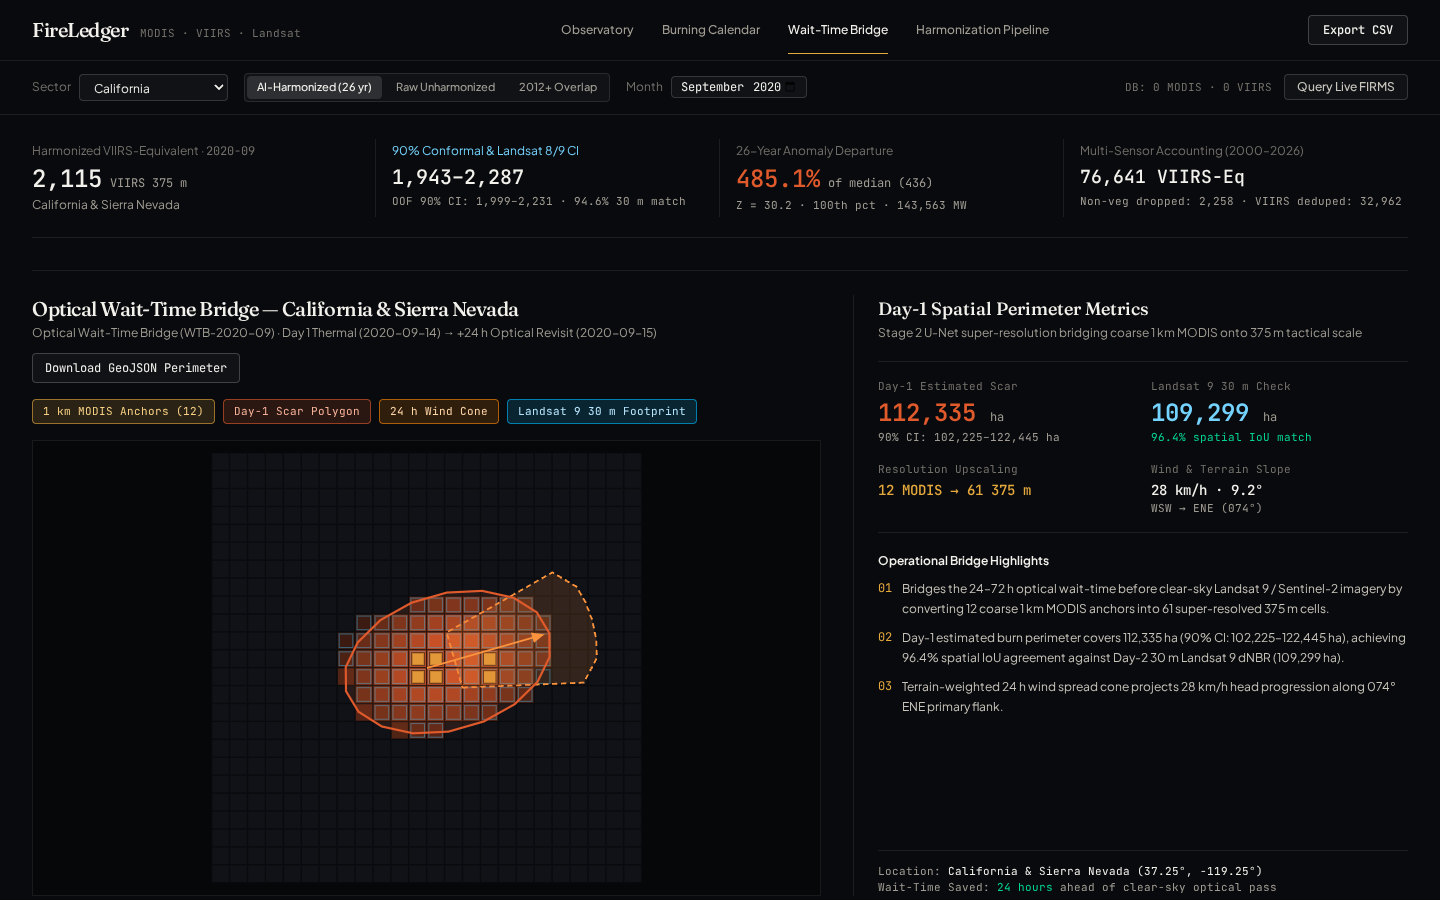 FireLedger MODIS · VIIRS · Landsat
Observatory Burning Calendar Wait-Time Bridge Harmonization Pipeline
Export CSV
Sector California AI-Harmonized (26 yr) Raw Unharmonized 2012+ Overlap Month September 2020 DB: 0 MODIS · 0 VIIRS Query Live FIRMS
Harmonized VIIRS-Equivalent · 2020-09
2,115 VIIRS 375 m
California & Sierra Nevada
90% Conformal & Landsat 8/9 CI
1,943–2,287
OOF 90% CI: 1,999–2,231 · 94.6% 30 m match
26-Year Anomaly Departure
485.1% of median (436)
Z = 30.2 · 100th pct · 143,563 MW
Multi-Sensor Accounting (2000–2026)
76,641 VIIRS-Eq
Non-veg dropped: 2,258 · VIIRS deduped: 32,962
Optical Wait-Time Bridge — California & Sierra Nevada
Optical Wait-Time Bridge (WTB-2020-09) · Day 1 Thermal (2020-09-14) → +24 h Optical Revisit (2020-09-15)
Download GeoJSON Perimeter
1 km MODIS Anchors (12) Day-1 Scar Polygon 24 h Wind Cone Landsat 9 30 m Footprint
Day-1 Spatial Perimeter Metrics
Stage 2 U-Net super-resolution bridging coarse 1 km MODIS onto 375 m tactical scale
Day-1 Estimated Scar
112,335 ha
90% CI: 102,225–122,445 ha
Landsat 9 30 m Check
109,299 ha
96.4% spatial IoU match
Resolution Upscaling
12 MODIS → 61 375 m
Wind & Terrain Slope
28 km/h · 9.2°
WSW → ENE (074°)
Operational Bridge Highlights
01 Bridges the 24–72 h optical wait-time before clear-sky Landsat 9 / Sentinel-2 imagery by
converting 12 coarse 1 km MODIS anchors into 61 super-resolved 375 m cells.
02 Day-1 estimated burn perimeter covers 112,335 ha (90% CI: 102,225–122,445 ha), achieving
96.4% spatial IoU agreement against Day-2 30 m Landsat 9 dNBR (109,299 ha).
03 Terrain-weighted 24 h wind spread cone projects 28 km/h head progression along 074°
ENE primary flank.
Location: California & Sierra Nevada (37.25°, -119.25°)
Wait-Time Saved: 24 hours ahead of clear-sky optical pass